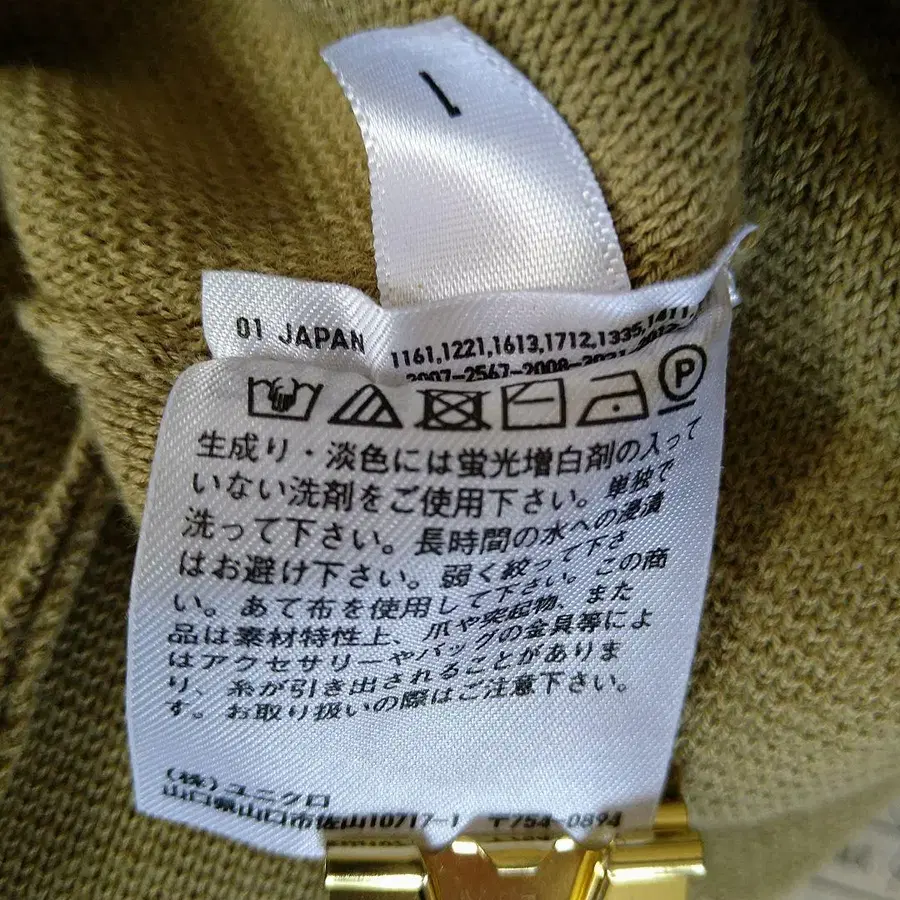 01 JAPAN
1161,1221,1613,1712,1335,1411,
2007-2567-2008-2031-
P
生成り・淡色には蛍光増白剤の入って
いない洗剤をご使用下さい。単独で
洗って下さい。長時間の水への浸漬
はお避け下さい。弱く絞って下さ
い。あて布を使用して下さい。この商
品は素材特性上、爪や突起物、また
はアクセサリーやバッグの金具等によ
り、糸が引き出されることがありま
す。お取り扱いの際はご注意下さい。
(株)ユニクロ
山口県山口市佐山10717-1 〒754-0894